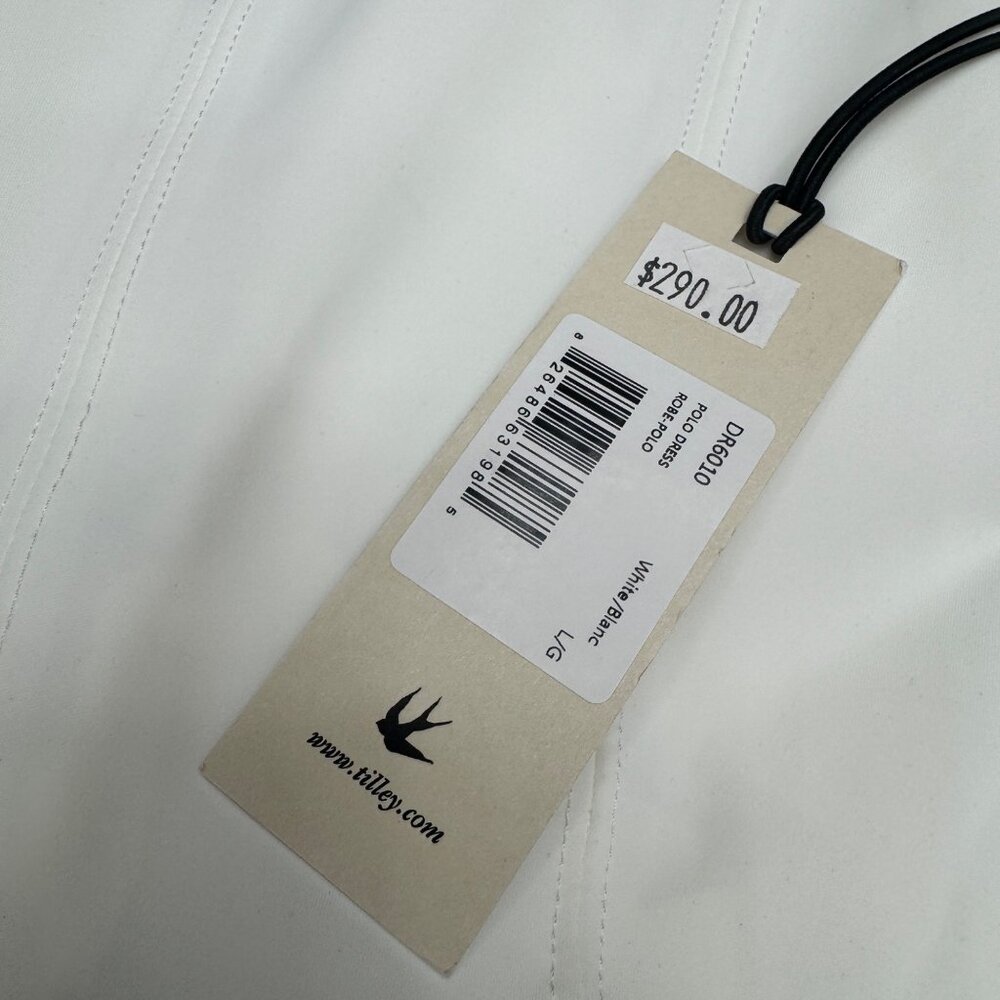 $290.00
DR6010
POLO DRESS
ROBE-POLO
White/Blanc
L/G
8 26486 63198 5
www.tilley.com